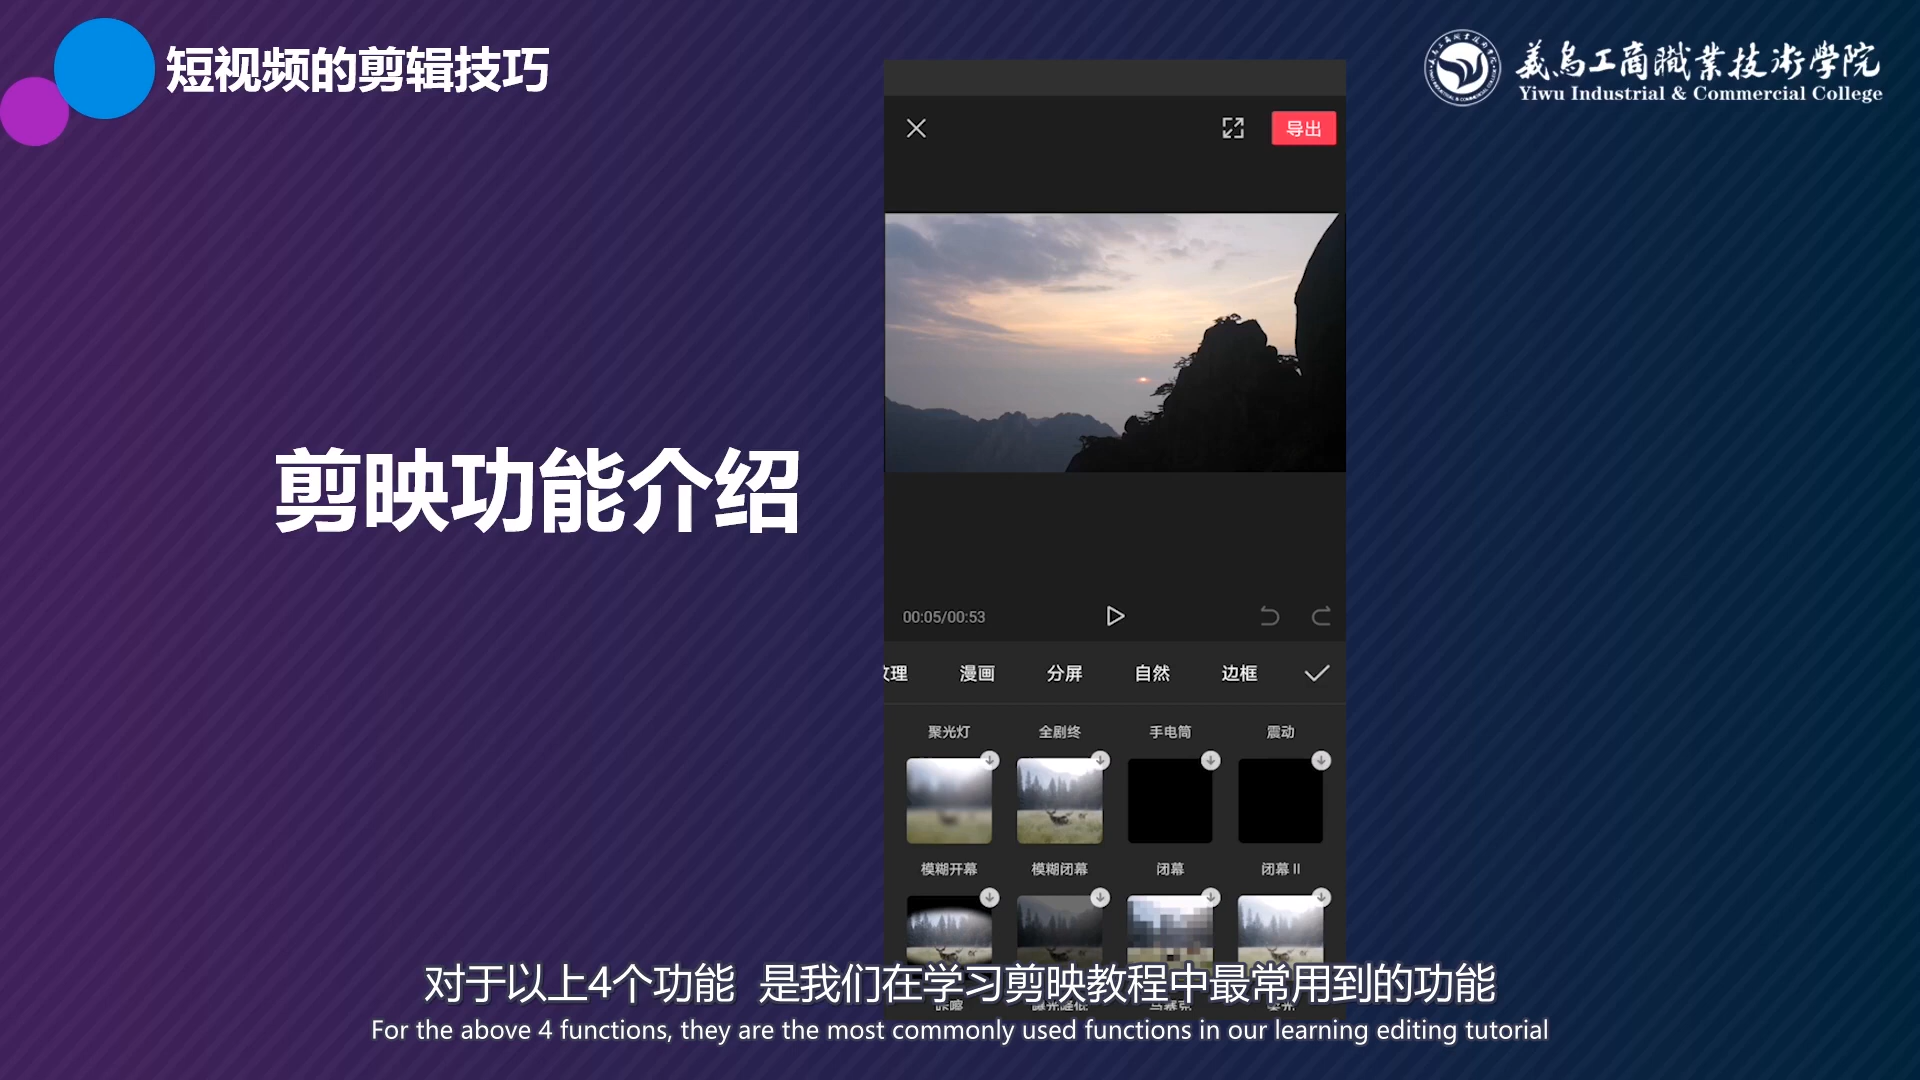 短视频的剪辑技巧
義烏工商職業技術學院
Yiwu Industrial & Commercial College
导出
剪映功能介绍
00:05/00:53
纹理 漫画 分屏 自然 边框
聚光灯 全剧终 手电筒 震动
模糊开幕 模糊闭幕 闭幕 闭幕 II
对于以上4个功能 是我们在学习剪映教程中最常用到的功能
For the above 4 functions, they are the most commonly used functions in our learning editing tutorial